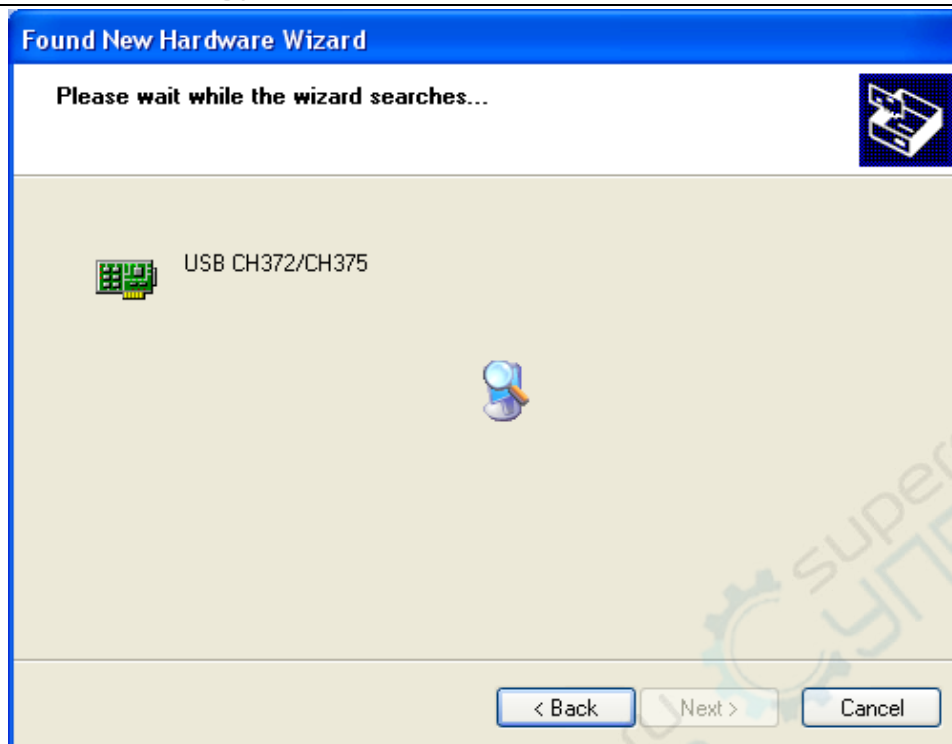 Found New Hardware Wizard
Please wait while the wizard searches...
USB CH372/CH375
< Back
Next >
Cancel